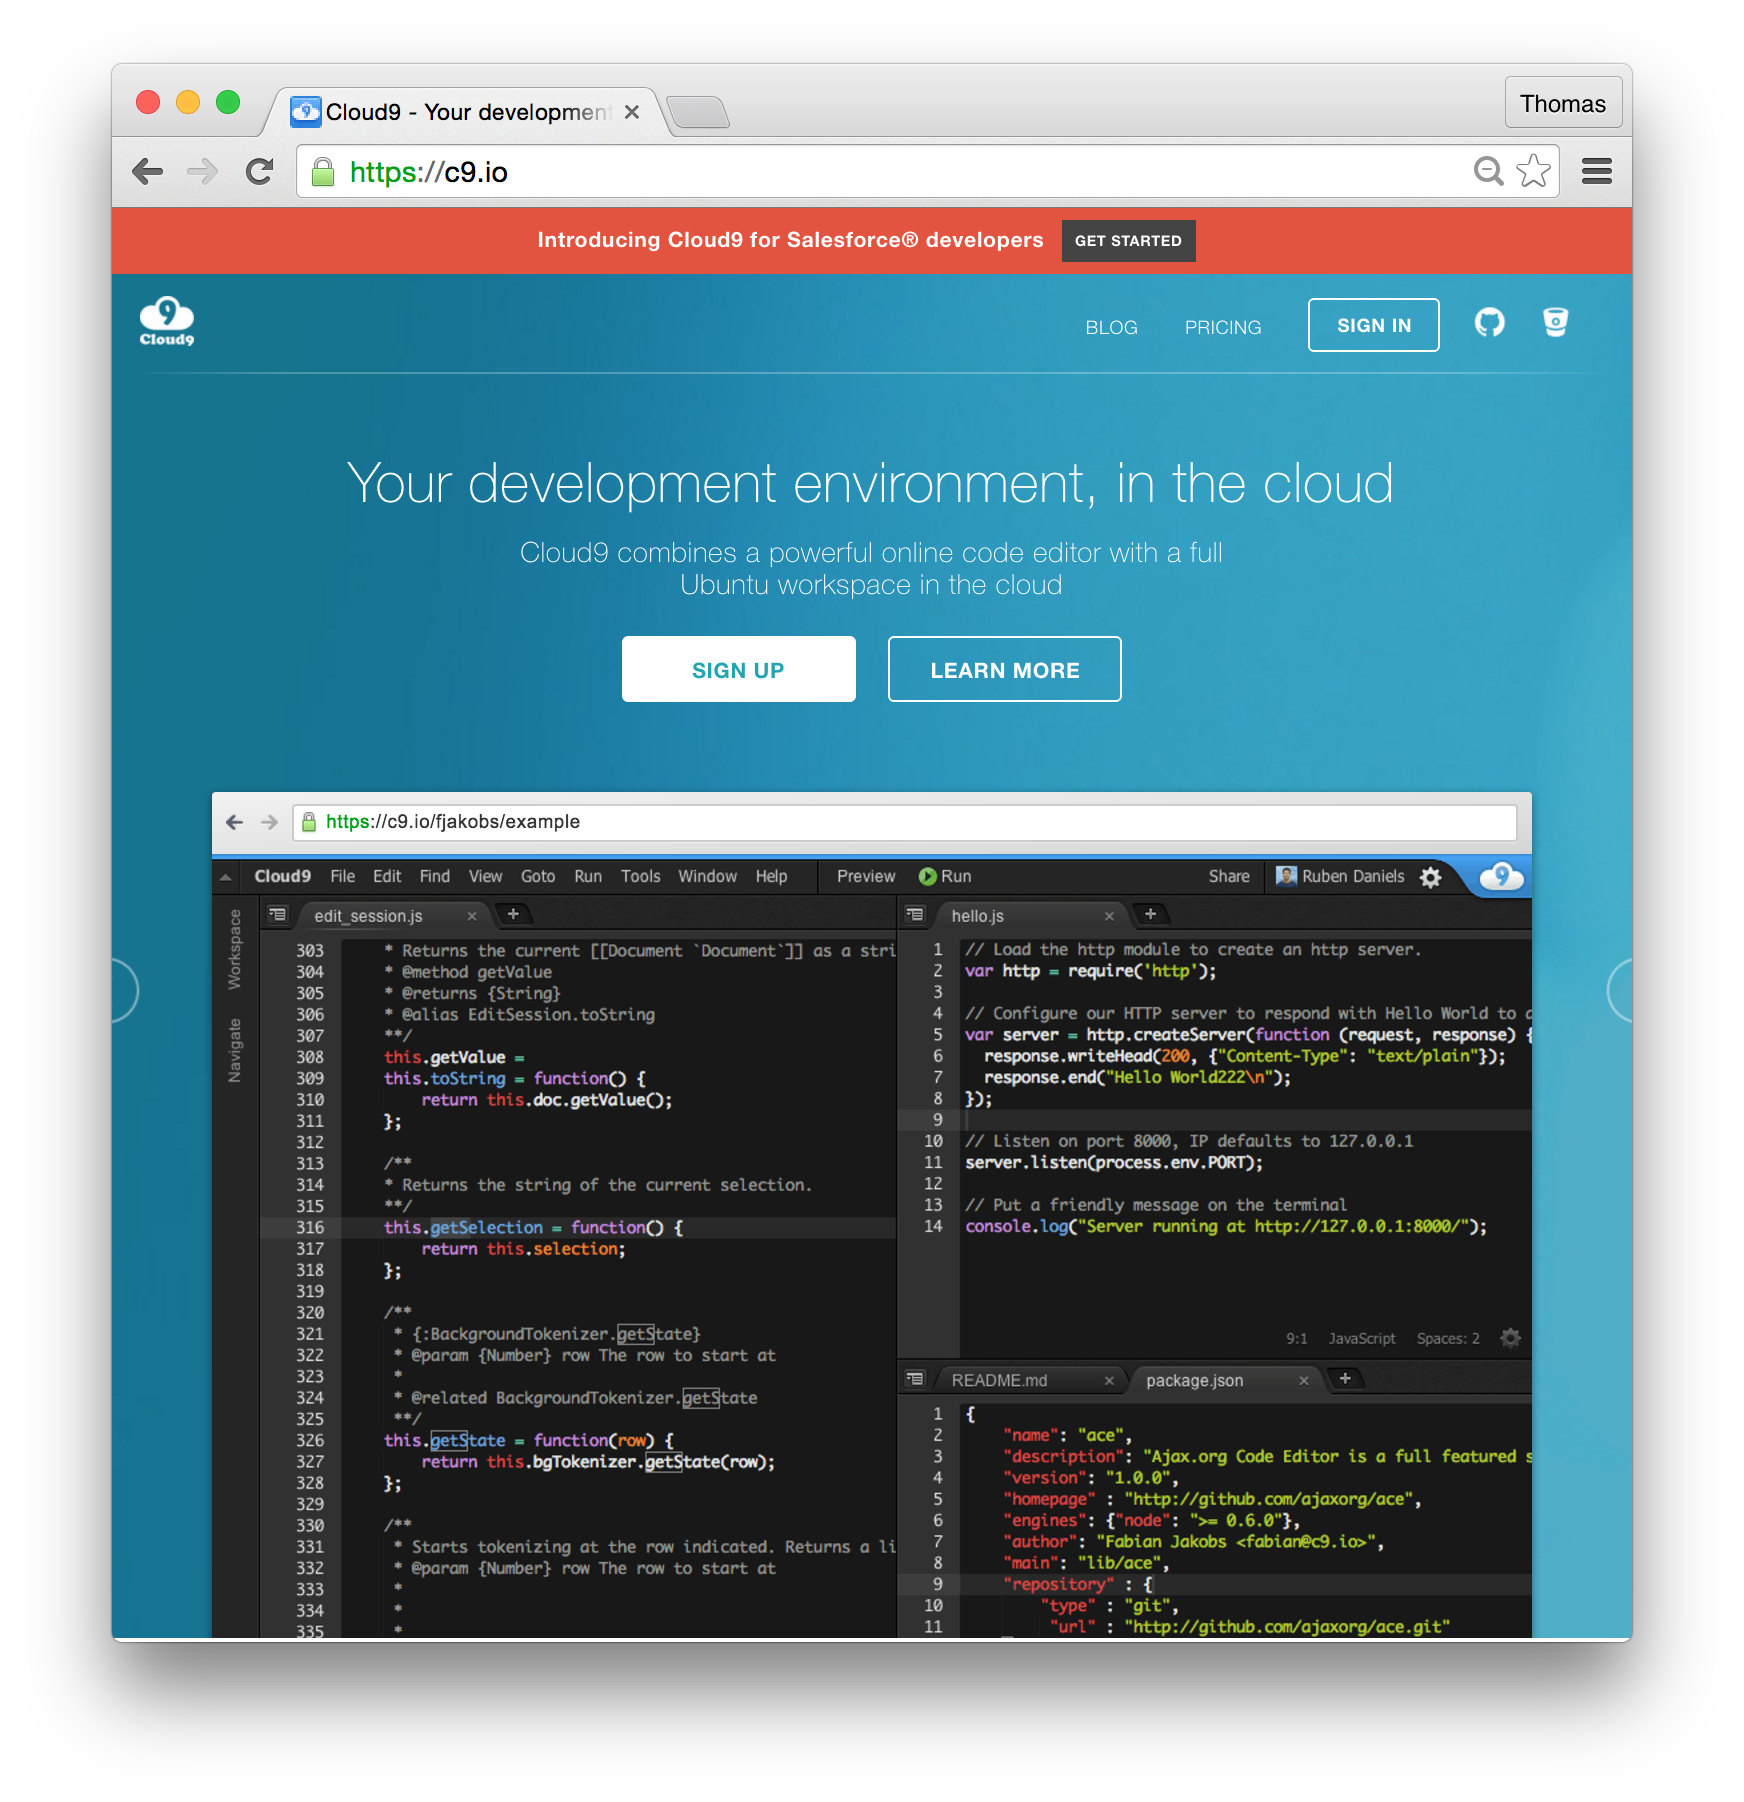 Cloud9 - Your development
Thomas
https://c9.io
Introducing Cloud9 for Salesforce® developers GET STARTED
9
Cloud9
BLOG PRICING SIGN IN
Your development environment, in the cloud
Cloud9 combines a powerful online code editor with a full
Ubuntu workspace in the cloud
SIGN UP LEARN MORE
https://c9.io/fjakobs/example
Cloud9 File Edit Find View Goto Run Tools Window Help Preview Run Share Ruben Daniels 9
Workspace
Navigate
edit_session.js
303 * Returns the current [[Document `Document`]] as a stri
304 * @method getValue
305 * @returns {String}
306 * @alias EditSession.toString
307 **/
308 this.getValue =
309 this.toString = function() {
310 return this.doc.getValue();
311 };
312
313 /**
314 * Returns the string of the current selection.
315 **/
316 this.getSelection = function() {
317 return this.selection;
318 };
319
320 /**
321 * {:BackgroundTokenizer.getState}
322 * @param {Number} row The row to start at
323 *
324 * @related BackgroundTokenizer.getState
325 **/
326 this.getState = function(row) {
327 return this.bgTokenizer.getState(row);
328 };
329
330 /**
331 * Starts tokenizing at the row indicated. Returns a li
332 * @param {Number} row The row to start at
333 *
334 *
335 *
hello.js
1 // Load the http module to create an http server.
2 var http = require('http');
3
4 // Configure our HTTP server to respond with Hello World to a
5 var server = http.createServer(function (request, response) {
6 response.writeHead(200, {"Content-Type": "text/plain"});
7 response.end("Hello World222\n");
8 });
9
10 // Listen on port 8000, IP defaults to 127.0.0.1
11 server.listen(process.env.PORT);
12
13 // Put a friendly message on the terminal
14 console.log("Server running at http://127.0.0.1:8000/");
9:1 JavaScript Spaces: 2
README.md package.json
1 {
2 "name": "ace",
3 "description": "Ajax.org Code Editor is a full featured s
4 "version": "1.0.0",
5 "homepage" : "http://github.com/ajaxorg/ace",
6 "engines": {"node": ">= 0.6.0"},
7 "author": "Fabian Jakobs <fabian@c9.io>",
8 "main": "lib/ace",
9 "repository" : {
10 "type" : "git",
11 "url" : "http://github.com/ajaxorg/ace.git"